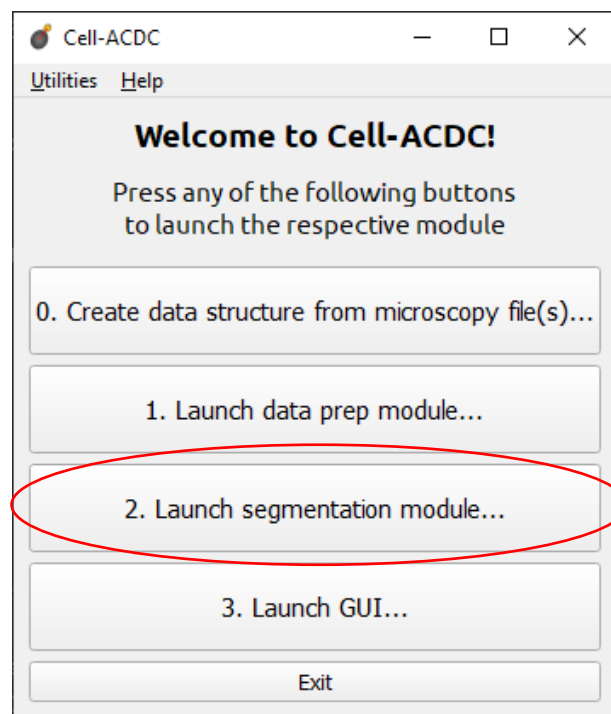 Cell-ACDC
Utilities Help
Welcome to Cell-ACDC!
Press any of the following buttons
to launch the respective module
0. Create data structure from microscopy file(s)...
1. Launch data prep module...
2. Launch segmentation module...
3. Launch GUI...
Exit